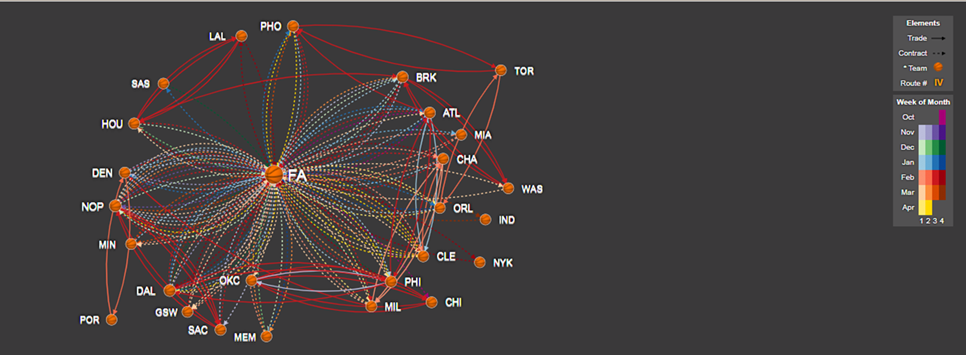 PHO
LAL
Elements
Trade
Contract
* Team
Route # IV
Week of Month
Oct
Nov
Dec
Jan
Feb
Mar
Apr
1 2 3 4
TOR
BRK
SAS
ATL
HOU
MIA
CHA
DEN
FA
WAS
NOP
ORL
IND
MIN
CLE
NYK
OKC
PHI
DAL
CHI
MIL
GSW
POR
SAC
MEM